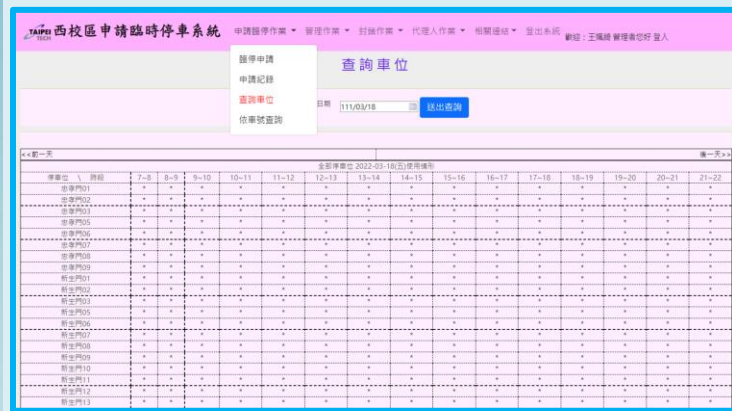 TAIPEI TECH 西校區申請臨時停車系統 申請臨停作業 管理作業 封鎖作業 代理人作業 相關連結 登出系統 歡迎:王 管理者您好 登入
臨停申請
申請紀錄
查詢車位
依車號查詢
查詢車位
日期 111/03/18 送出查詢
<<前一天 後一天>>
全部停車位 2022-03-18(五)使用情形
停車位 \ 時段 7~8 8~9 9~10 10~11 11~12 12~13 13~14 14~15 15~16 16~17 17~18 18~19 19~20 20~21 21~22
忠孝門01 * * * * * * * * * * * * * * *
忠孝門02 * * * * * * * * * * * * * * *
忠孝門03 * * * * * * * * * * * * * * *
忠孝門05 * * * * * * * * * * * * * * *
忠孝門06 * * * * * * * * * * * * * * *
忠孝門07 * * * * * * * * * * * * * * *
忠孝門08 * * * * * * * * * * * * * * *
忠孝門09 * * * * * * * * * * * * * * *
新生門01 * * * * * * * * * * * * * * *
新生門02 * * * * * * * * * * * * * * *
新生門03 * * * * * * * * * * * * * * *
新生門05 * * * * * * * * * * * * * * *
新生門06 * * * * * * * * * * * * * * *
新生門07 * * * * * * * * * * * * * * *
新生門08 * * * * * * * * * * * * * * *
新生門09 * * * * * * * * * * * * * * *
新生門10 * * * * * * * * * * * * * * *
新生門11 * * * * * * * * * * * * * * *
新生門12 * * * * * * * * * * * * * * *
新生門13 * * * * * * * * * * * * * * *